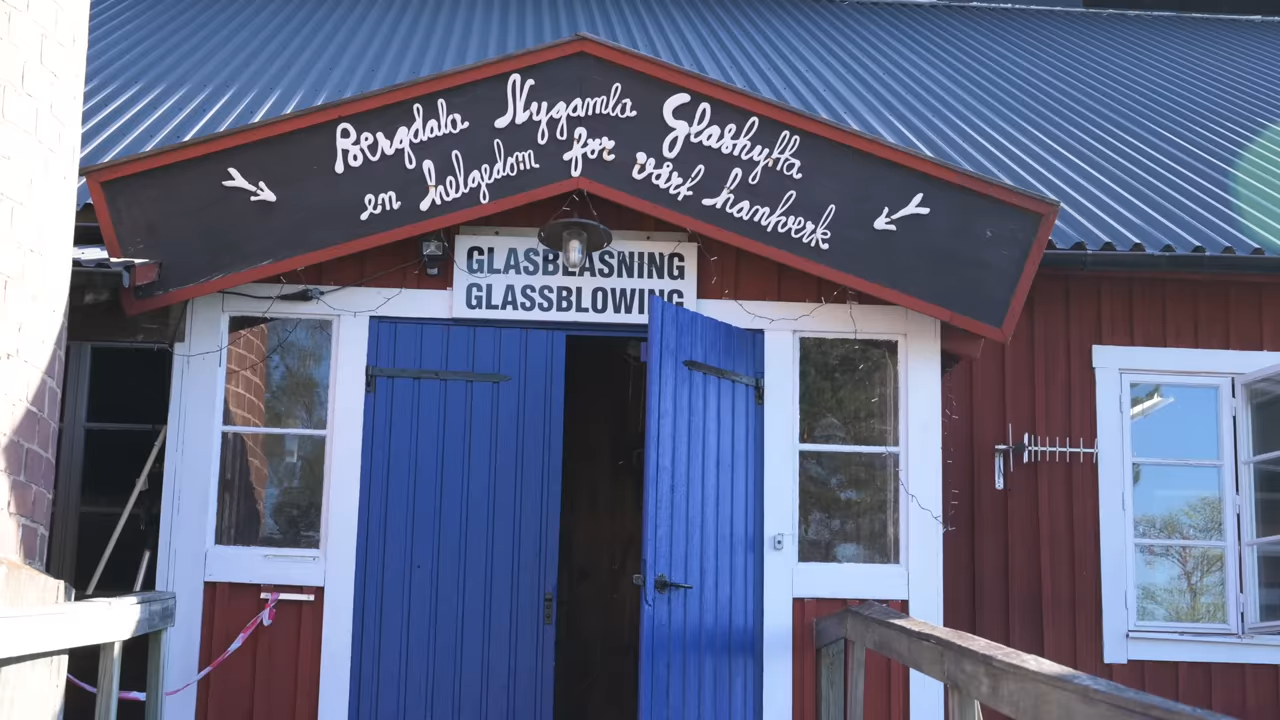 Bergdala Nygamla Glashytta
en helgedom för vårt hantverk
GLASBLÅSNING
GLASSBLOWING